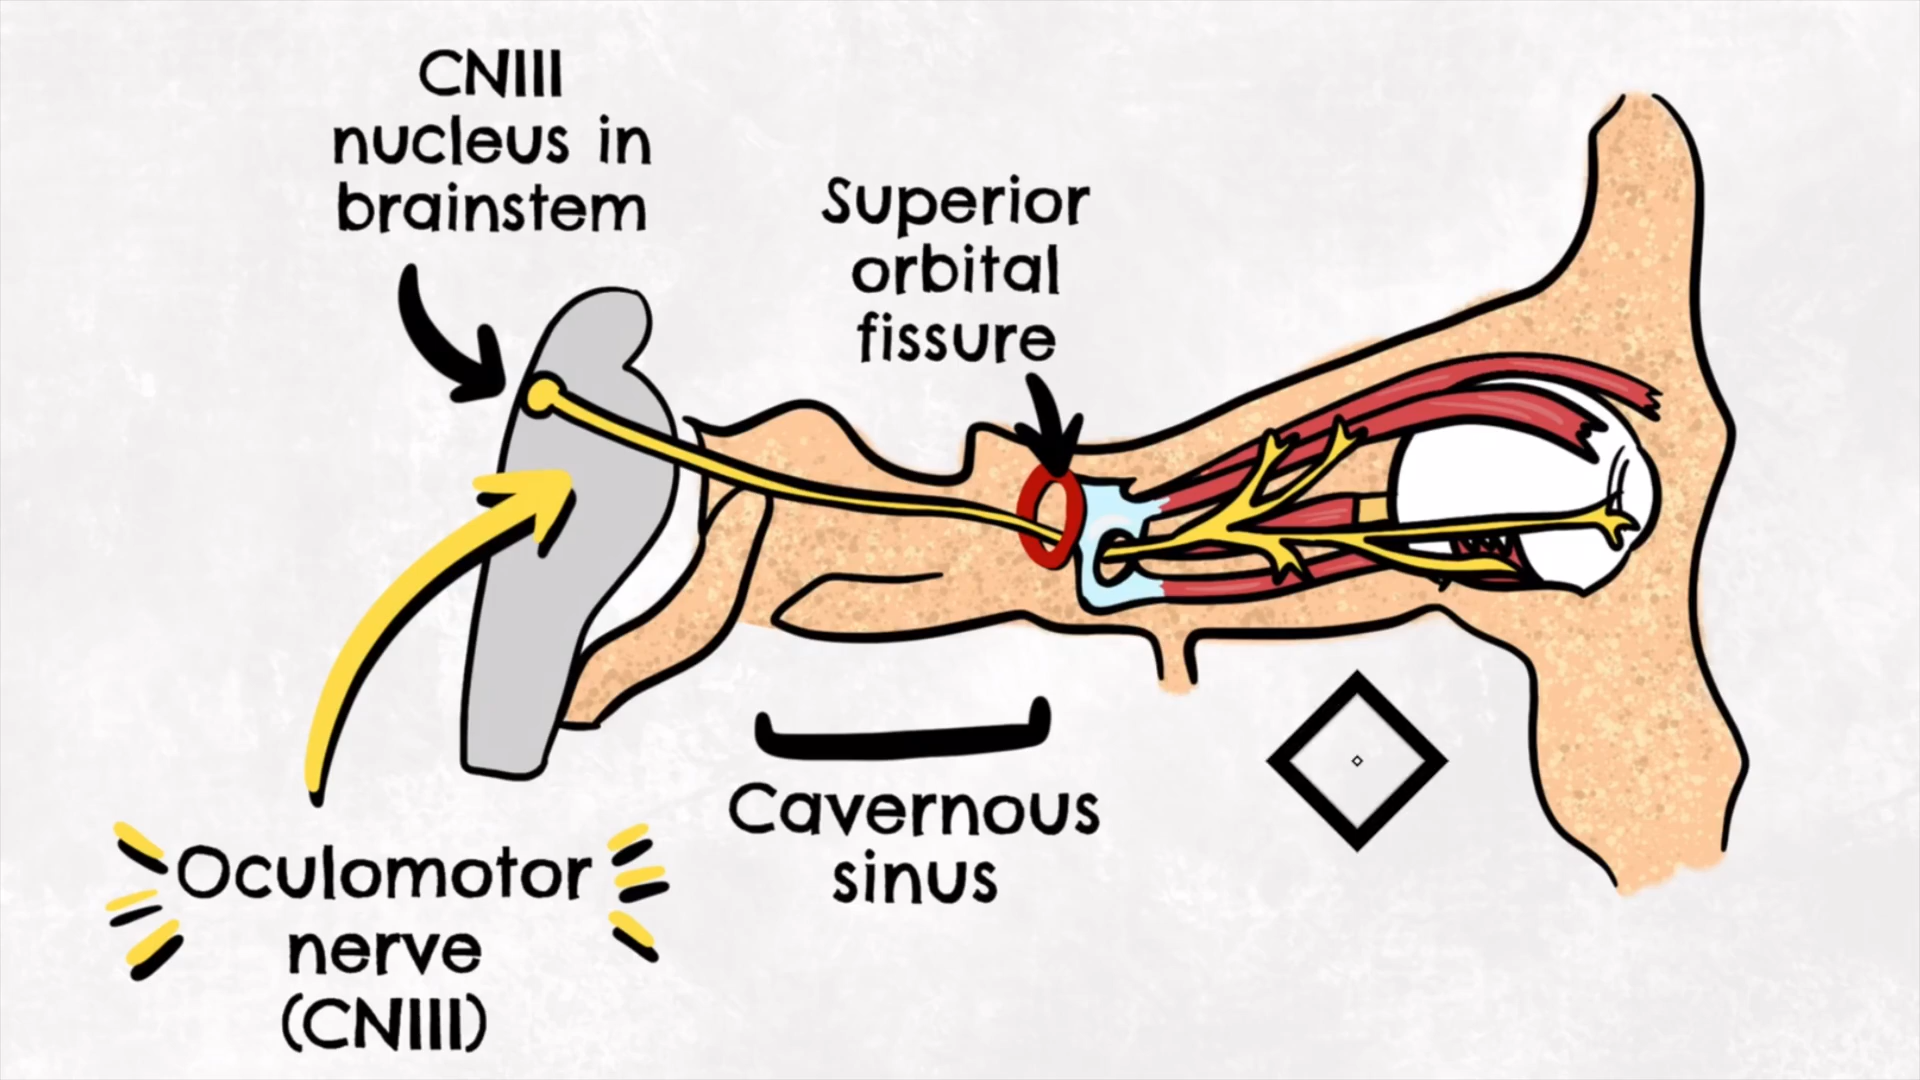 CNIII
nucleus in
brainstem
Superior
orbital
fissure
Cavernous
sinus
Oculomotor
nerve
(CNIII)